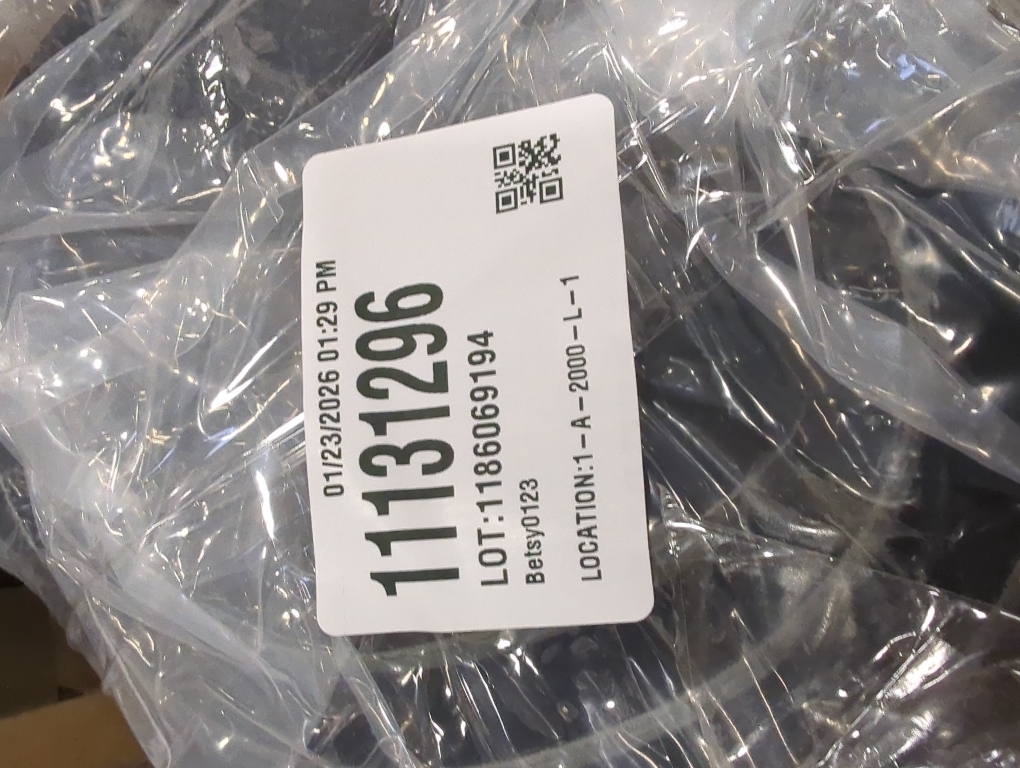 01/23/2026 01:29 PM
11131296
LOT:1186069194
Betsy0123
LOCATION:1-A-2000-L-1